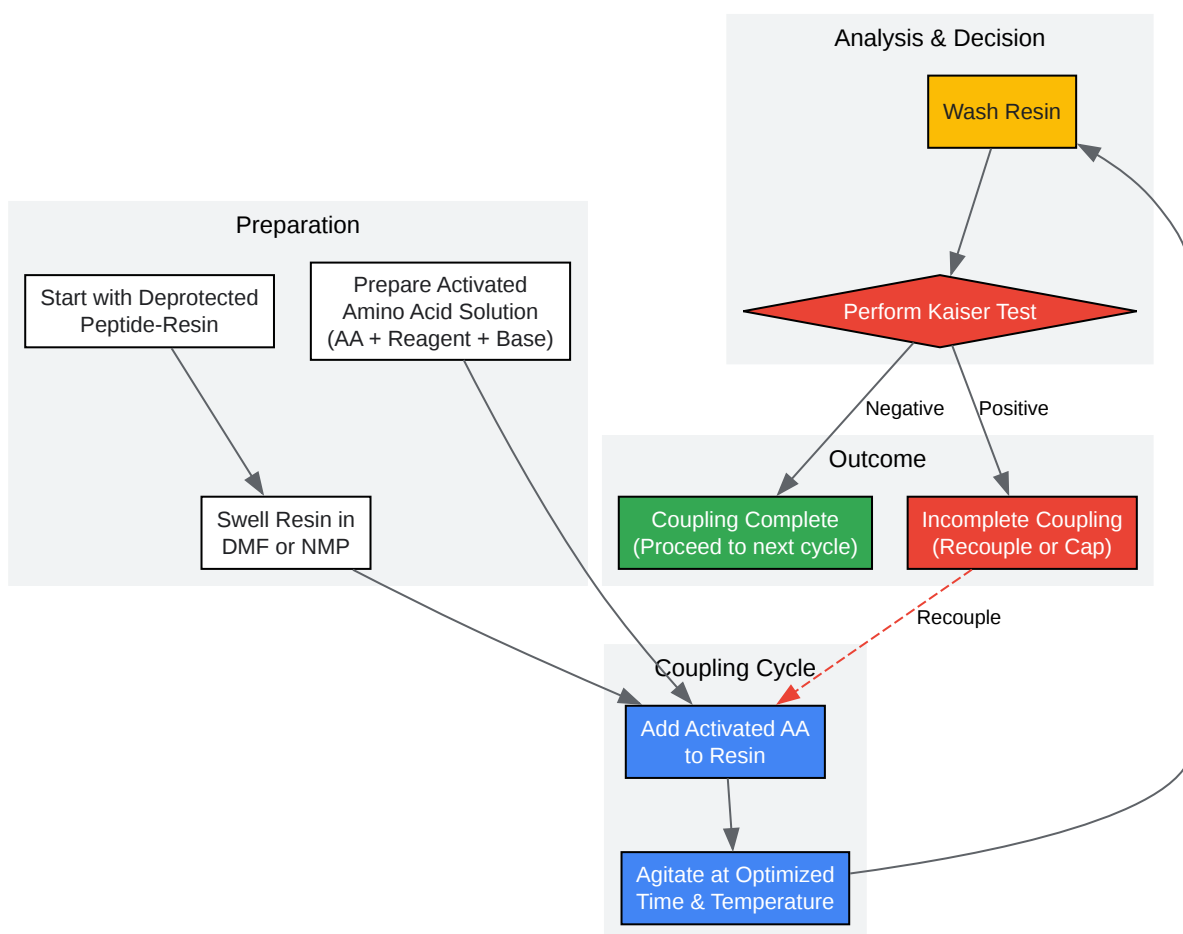 Analysis & Decision
Wash Resin
Perform Kaiser Test
Negative
Positive
Preparation
Start with Deprotected
Peptide-Resin
Prepare Activated
Amino Acid Solution
(AA + Reagent + Base)
Swell Resin in
DMF or NMP
Outcome
Coupling Complete
(Proceed to next cycle)
Incomplete Coupling
(Recouple or Cap)
Recouple
Coupling Cycle
Add Activated AA
to Resin
Agitate at Optimized
Time & Temperature